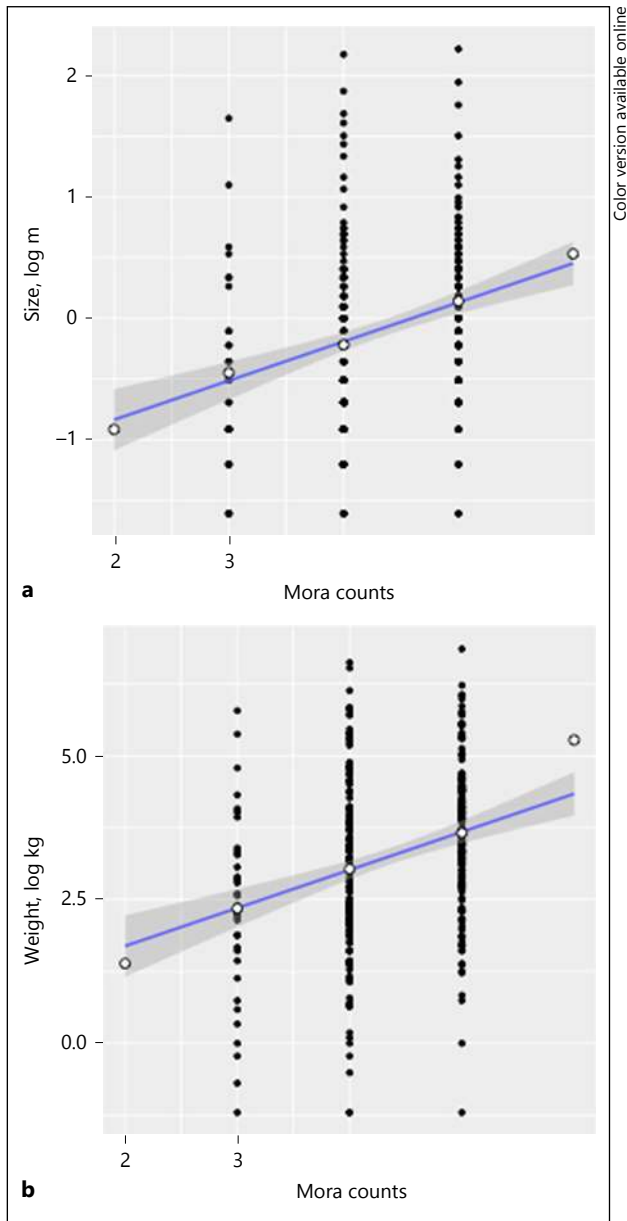 Color version available online
2
1
0
–1
Size, log m
2 3
Mora counts
a
5.0
2.5
0.0
Weight, log kg
2 3
Mora counts
b